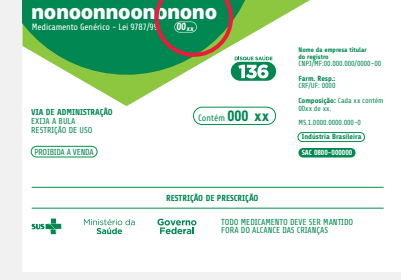 nonoonnoonponono
Medicamento Genérico - Lei 9787/99
00xx
DISQUE SAÚDE
136
Nome da empresa titular
do registro
CNPJ/MF:00.000.000/0000-00
Farm. Resp.:
CRF/UF: 0000
Composição: Cada xx contém
00xx de xx.
MS.1.0000.0000.000-0
Indústria Brasileira
SAC 0800-000000
VIA DE ADMINISTRAÇÃO
EXIJA A BULA
RESTRIÇÃO DE USO
Contém 000 xx
PROIBIDA A VENDA
RESTRIÇÃO DE PRESCRIÇÃO
SUS
Ministério da
Saúde
Governo
Federal
TODO MEDICAMENTO DEVE SER MANTIDO
FORA DO ALCANCE DAS CRIANÇAS